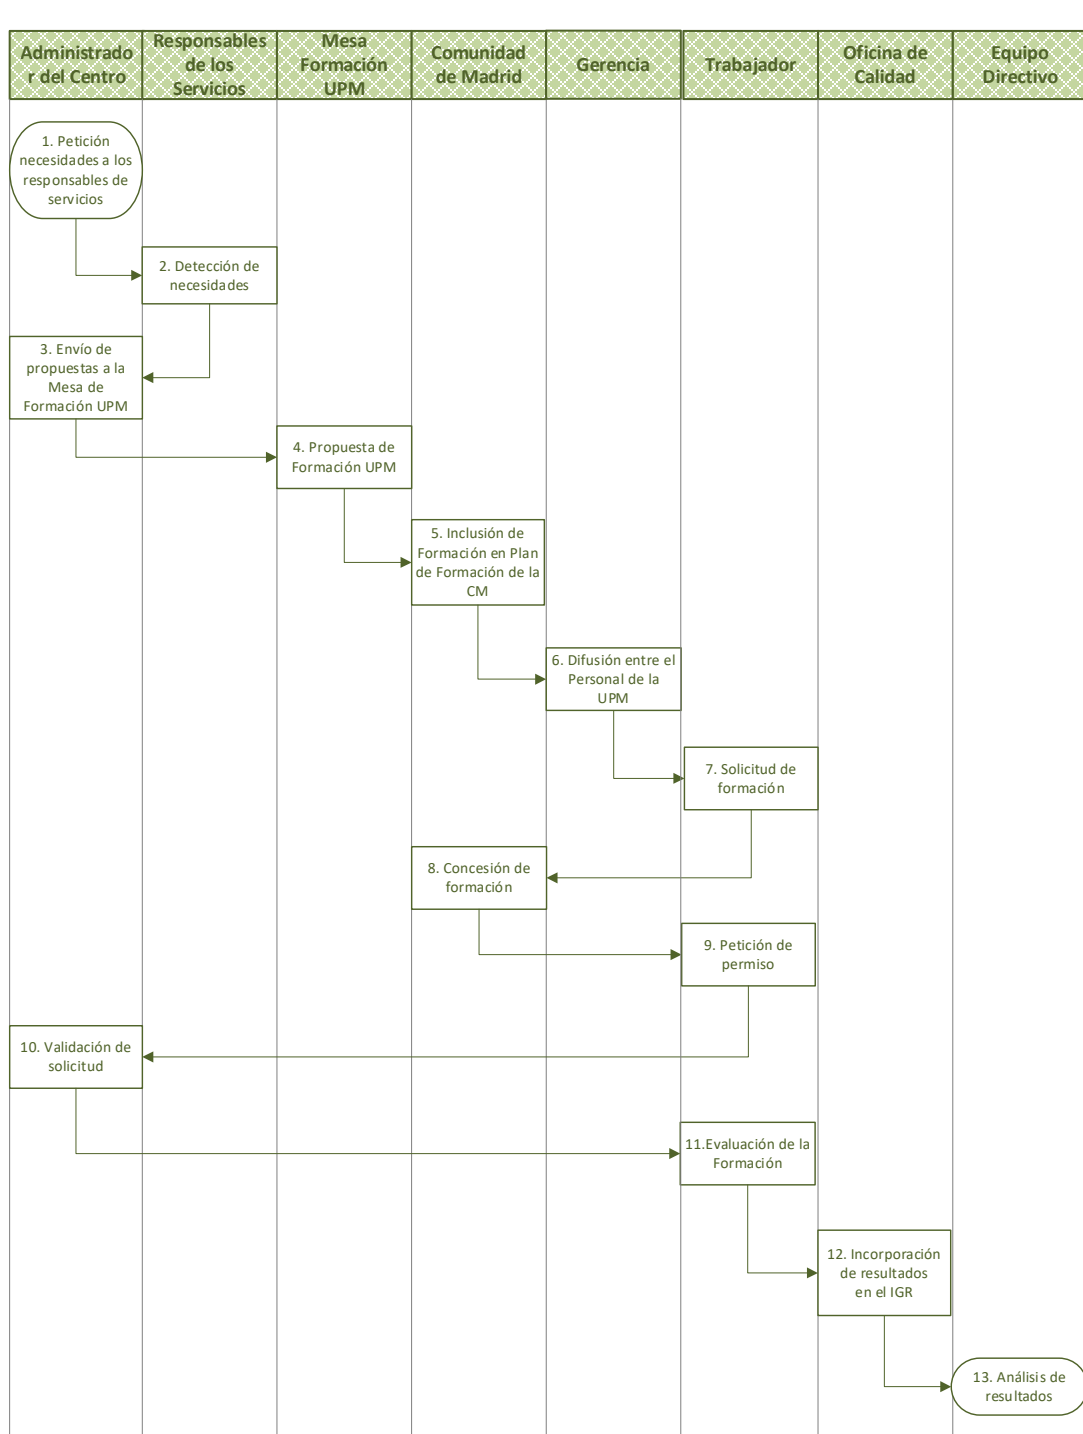 Administrado
r del Centro
Responsables
de los
Servicios
Mesa
Formación
UPM
Comunidad
de Madrid
Gerencia
Trabajador
Oficina de
Calidad
Equipo
Directivo
1. Petición
necesidades a los
responsables de
servicios
2. Detección de
necesidades
3. Envío de
propuestas a la
Mesa de
Formación UPM
4. Propuesta de
Formación UPM
5. Inclusión de
Formación en Plan
de Formación de la
CM
6. Difusión entre el
Personal de la
UPM
7. Solicitud de
formación
8. Concesión de
formación
9. Petición de
permiso
10. Validación de
solicitud
11.Evaluación de la
Formación
12. Incorporación
de resultados
en el IGR
13. Análisis de
resultados